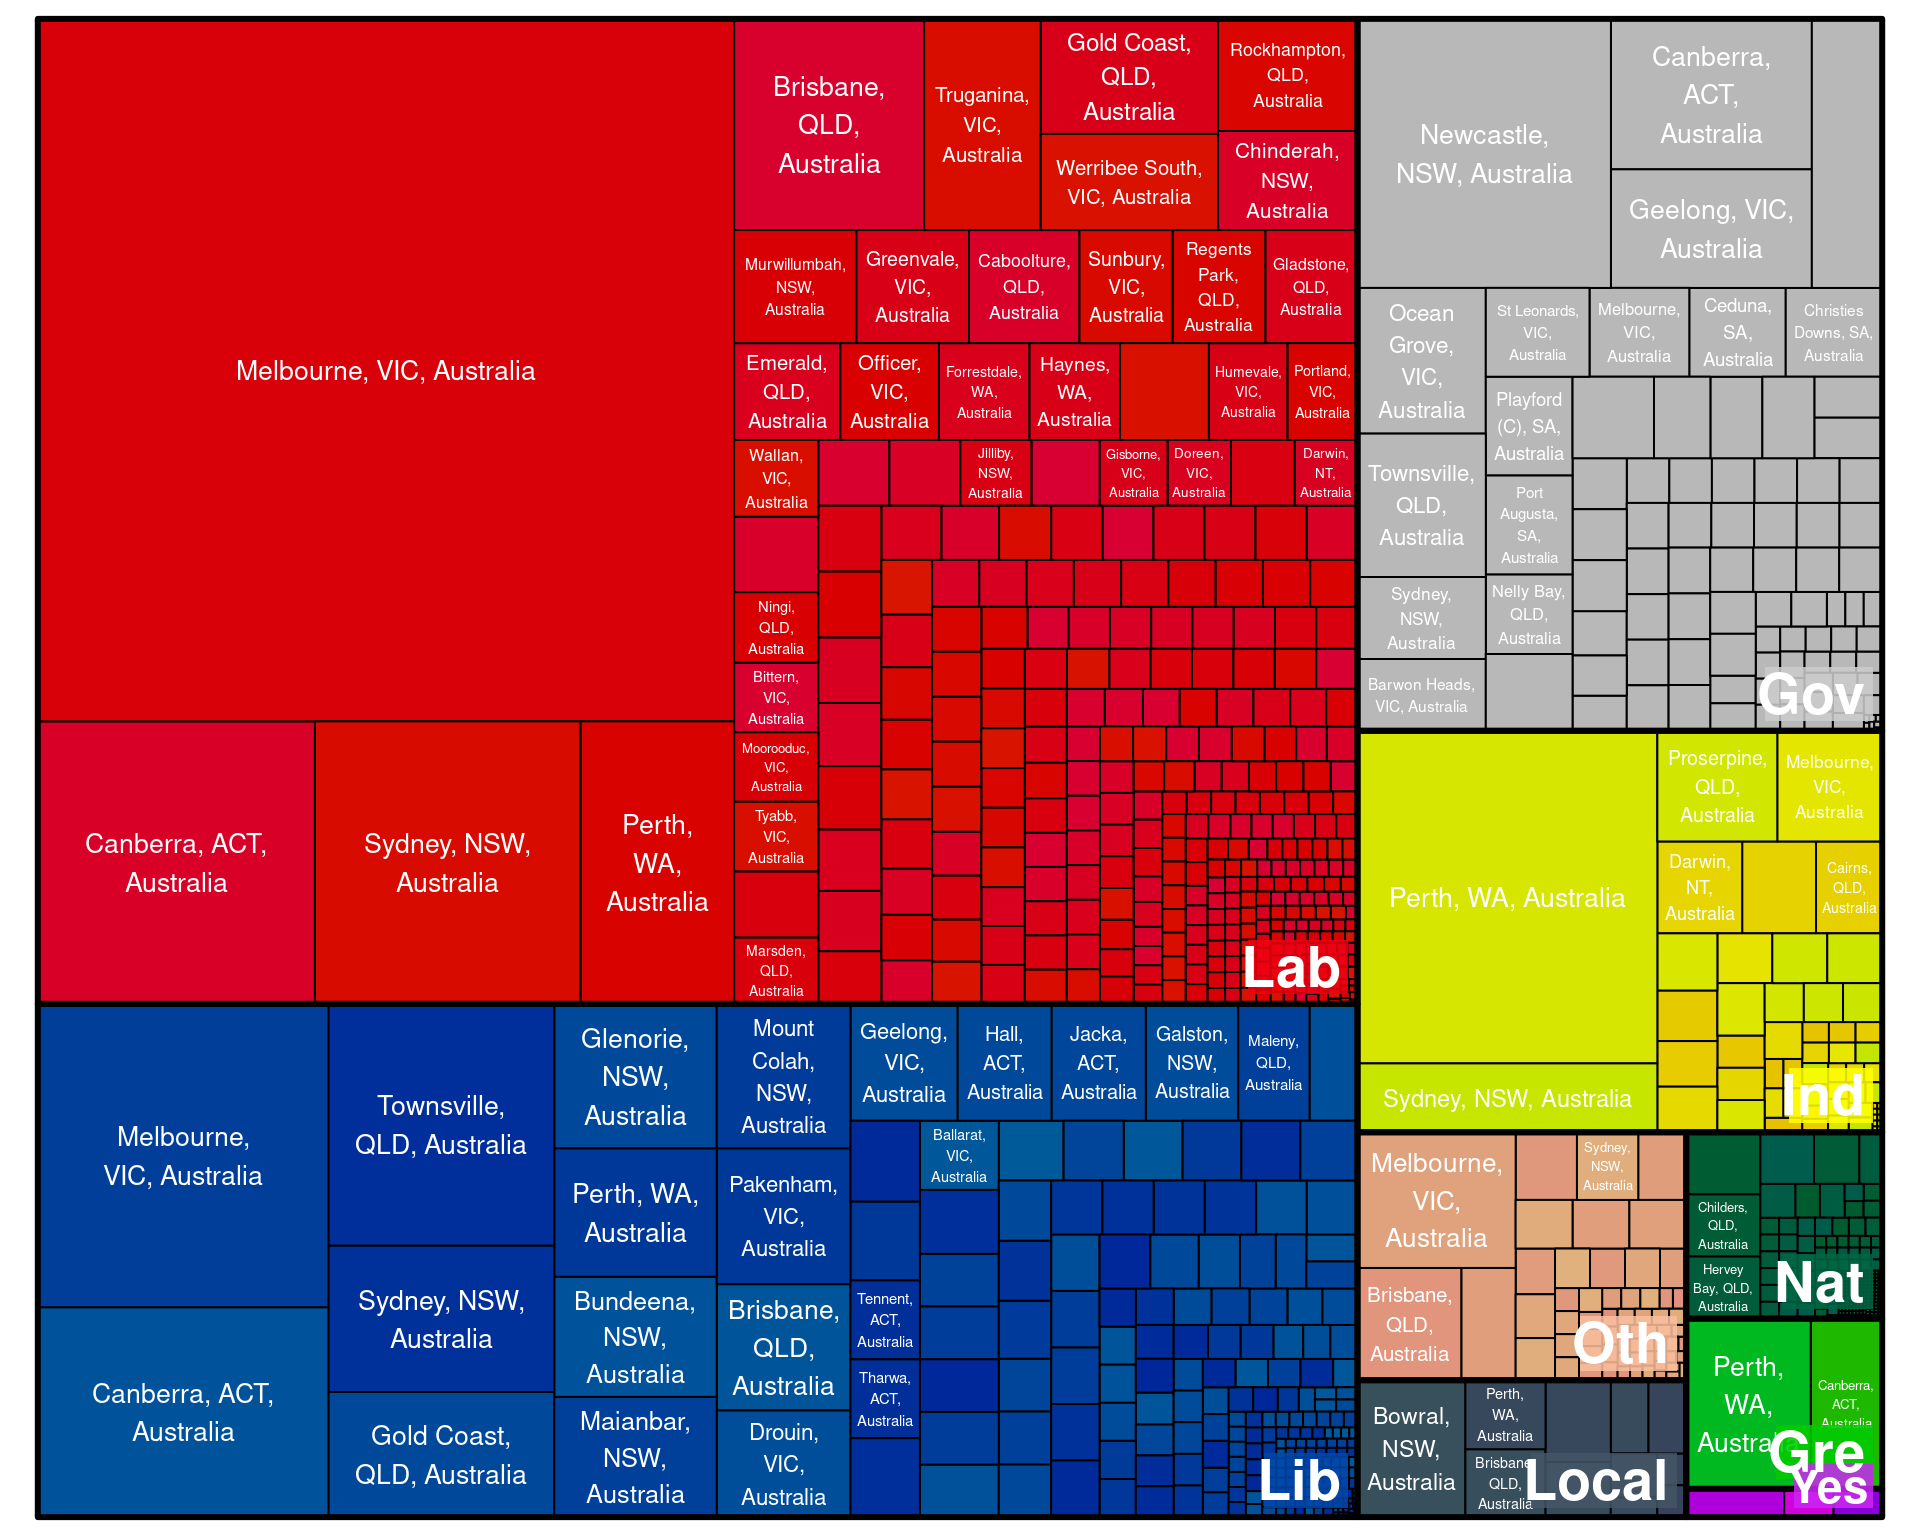 Melbourne, VIC, Australia
Canberra, ACT,
Australia
Sydney, NSW,
Australia
Perth,
WA,
Australia
Brisbane,
QLD,
Australia
Truganina,
VIC,
Australia
Gold Coast,
QLD,
Australia
Werribee South,
VIC, Australia
Rockhampton,
QLD,
Australia
Chinderah,
NSW,
Australia
Murwillumbah,
NSW,
Australia
Greenvale,
VIC,
Australia
Caboolture,
QLD,
Australia
Sunbury,
VIC,
Australia
Regents
Park,
QLD,
Australia
Gladstone,
QLD,
Australia
Emerald,
QLD,
Australia
Officer,
VIC,
Australia
Forrestdale,
WA,
Australia
Haynes,
WA,
Australia
Humevale,
VIC,
Australia
Portland,
VIC,
Australia
Wallan,
VIC,
Australia
Jilliby,
NSW,
Australia
Gisborne,
VIC,
Australia
Doreen,
VIC,
Australia
Darwin,
NT,
Australia
Ningi,
QLD,
Australia
Bittern,
VIC,
Australia
Moorooduc,
VIC,
Australia
Tyabb,
VIC,
Australia
Marsden,
QLD,
Australia
Lab
Newcastle,
NSW, Australia
Canberra,
ACT,
Australia
Geelong, VIC,
Australia
Ocean
Grove,
VIC,
Australia
St Leonards,
VIC,
Australia
Melbourne,
VIC,
Australia
Ceduna,
SA,
Australia
Christies
Downs, SA,
Australia
Playford
(C), SA,
Australia
Townsville,
QLD,
Australia
Port
Augusta,
SA,
Australia
Sydney,
NSW,
Australia
Nelly Bay,
QLD,
Australia
Barwon Heads,
VIC, Australia
Gov
Perth, WA, Australia
Sydney, NSW, Australia
Proserpine,
QLD,
Australia
Melbourne,
VIC,
Australia
Darwin,
NT,
Australia
Cairns,
QLD,
Australia
Ind
Melbourne,
VIC, Australia
Canberra, ACT,
Australia
Townsville,
QLD, Australia
Sydney, NSW,
Australia
Gold Coast,
QLD, Australia
Glenorie,
NSW,
Australia
Perth, WA,
Australia
Bundeena,
NSW,
Australia
Maianbar,
NSW,
Australia
Mount
Colah,
NSW,
Australia
Pakenham,
VIC,
Australia
Brisbane,
QLD,
Australia
Drouin,
VIC,
Australia
Geelong,
VIC,
Australia
Hall,
ACT,
Australia
Jacka,
ACT,
Australia
Galston,
NSW,
Australia
Maleny,
QLD,
Australia
Ballarat,
VIC,
Australia
Tennent,
ACT,
Australia
Tharwa,
ACT,
Australia
Lib
Melbourne,
VIC,
Australia
Sydney,
NSW,
Australia
Brisbane,
QLD,
Australia
Oth
Childers,
QLD,
Australia
Hervey
Bay, QLD,
Australia
Nat
Bowral,
NSW,
Australia
Perth,
WA,
Australia
Brisbane,
QLD,
Australia
Local
Perth,
WA,
Australia
Canberra,
ACT,
Australia
Gre
Yes